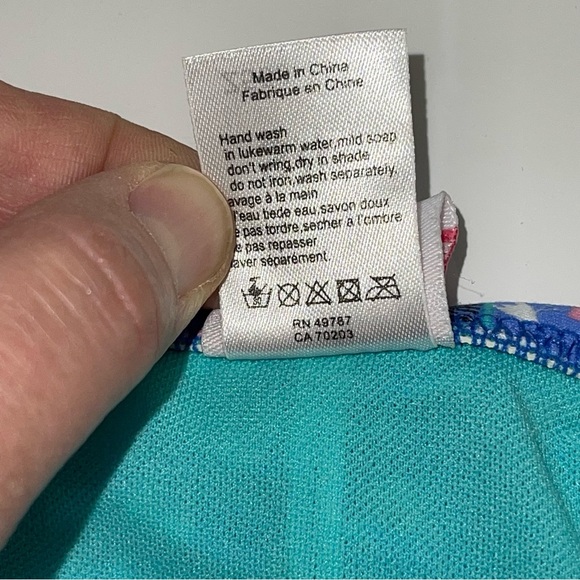 Made in China
Fabrique en Chine
Hand wash
in lukewarm water,mild soap
don't wring,dry in shade
do not iron,wash separately.
avage à la main
eau bede eau,savon doux
e pas tordre,secher a l'ombre
e pas repasser
aver séparément.
RN 49787
CA 70203